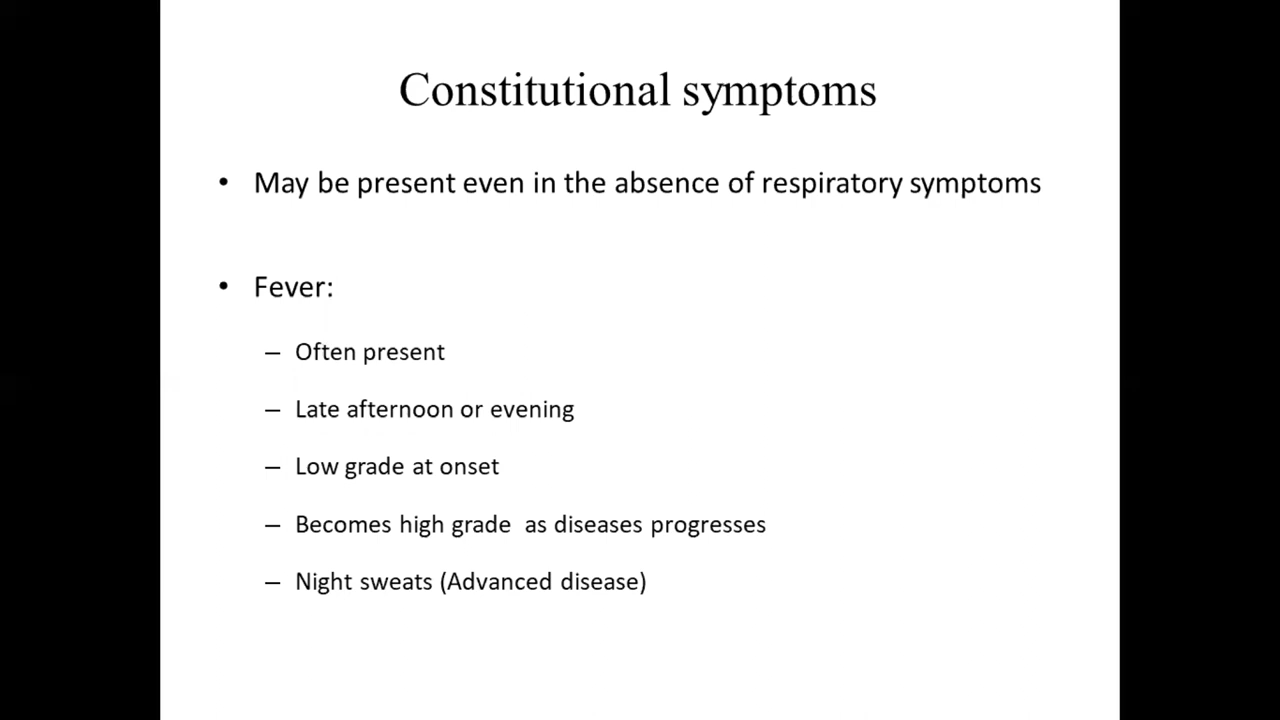 Constitutional symptoms
• May be present even in the absence of respiratory symptoms
• Fever:
– Often present
– Late afternoon or evening
– Low grade at onset
– Becomes high grade  as diseases progresses
– Night sweats (Advanced disease)